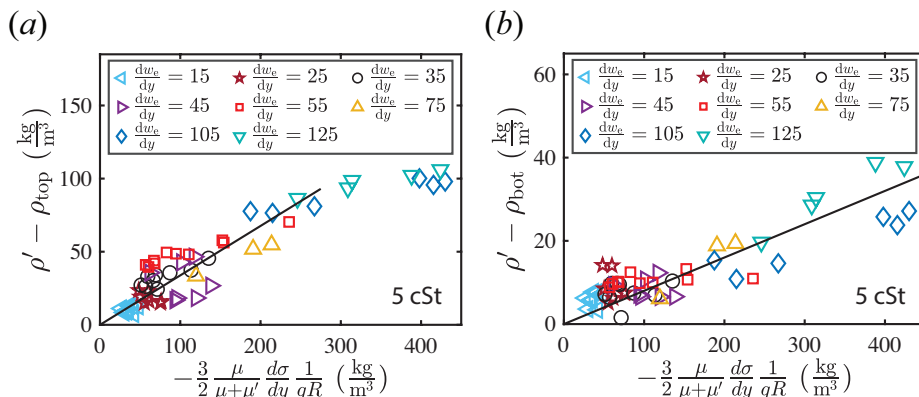 (a)
150
100
50
0
ρ′ − ρtop (kg/m³)
dwe/dy = 15 dwe/dy = 25 dwe/dy = 35
dwe/dy = 45 dwe/dy = 55 dwe/dy = 75
dwe/dy = 105 dwe/dy = 125
5 cSt
0 100 200 300 400
−3/2 μ/(μ+μ′) dσ/dy 1/gR (kg/m³)
(b)
60
40
20
0
ρ′ − ρbot (kg/m³)
dwe/dy = 15 dwe/dy = 25 dwe/dy = 35
dwe/dy = 45 dwe/dy = 55 dwe/dy = 75
dwe/dy = 105 dwe/dy = 125
5 cSt
0 100 200 300 400
−3/2 μ/(μ+μ′) dσ/dy 1/gR (kg/m³)